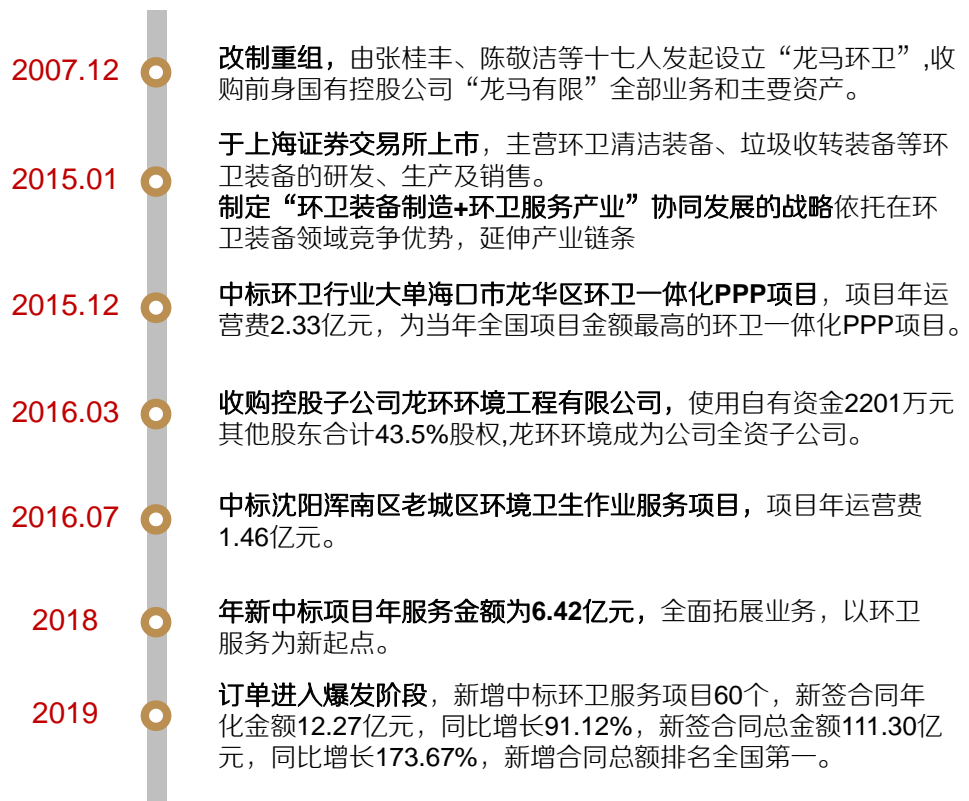 2007.12
改制重组，由张桂丰、陈敬洁等十七人发起设立“龙马环卫”,收
购前身国有控股公司“龙马有限”全部业务和主要资产。
2015.01
于上海证券交易所上市，主营环卫清洁装备、垃圾收转装备等环
卫装备的研发、生产及销售。
制定“环卫装备制造+环卫服务产业”协同发展的战略依托在环
卫装备领域竞争优势，延伸产业链条
2015.12
中标环卫行业大单海口市龙华区环卫一体化PPP项目，项目年运
营费2.33亿元，为当年全国项目金额最高的环卫一体化PPP项目。
2016.03
收购控股子公司龙环环境工程有限公司，使用自有资金2201万元
其他股东合计43.5%股权,龙环环境成为公司全资子公司。
2016.07
中标沈阳浑南区老城区环境卫生作业服务项目，项目年运营费
1.46亿元。
2018
年新中标项目年服务金额为6.42亿元，全面拓展业务，以环卫
服务为新起点。
2019
订单进入爆发阶段，新增中标环卫服务项目60个，新签合同年
化金额12.27亿元，同比增长91.12%，新签合同总金额111.30亿
元，同比增长173.67%，新增合同总额排名全国第一。